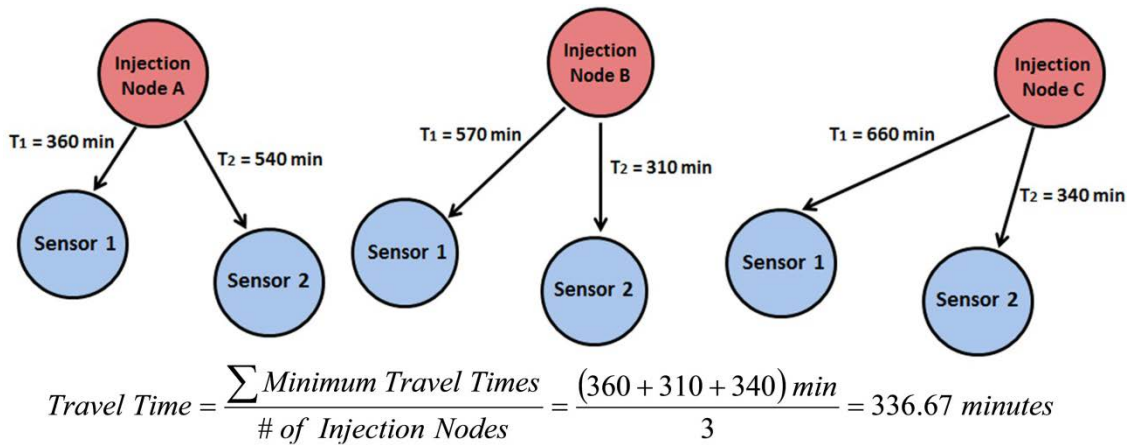 Injection
Node A
T1 = 360 min
T2 = 540 min
Sensor 1
Sensor 2
Injection
Node B
T1 = 570 min
T2 = 310 min
Sensor 1
Sensor 2
Injection
Node C
T1 = 660 min
T2 = 340 min
Sensor 1
Sensor 2
Travel Time = ∑ Minimum Travel Times / # of Injection Nodes = (360 + 310 + 340) min / 3 = 336.67 minutes